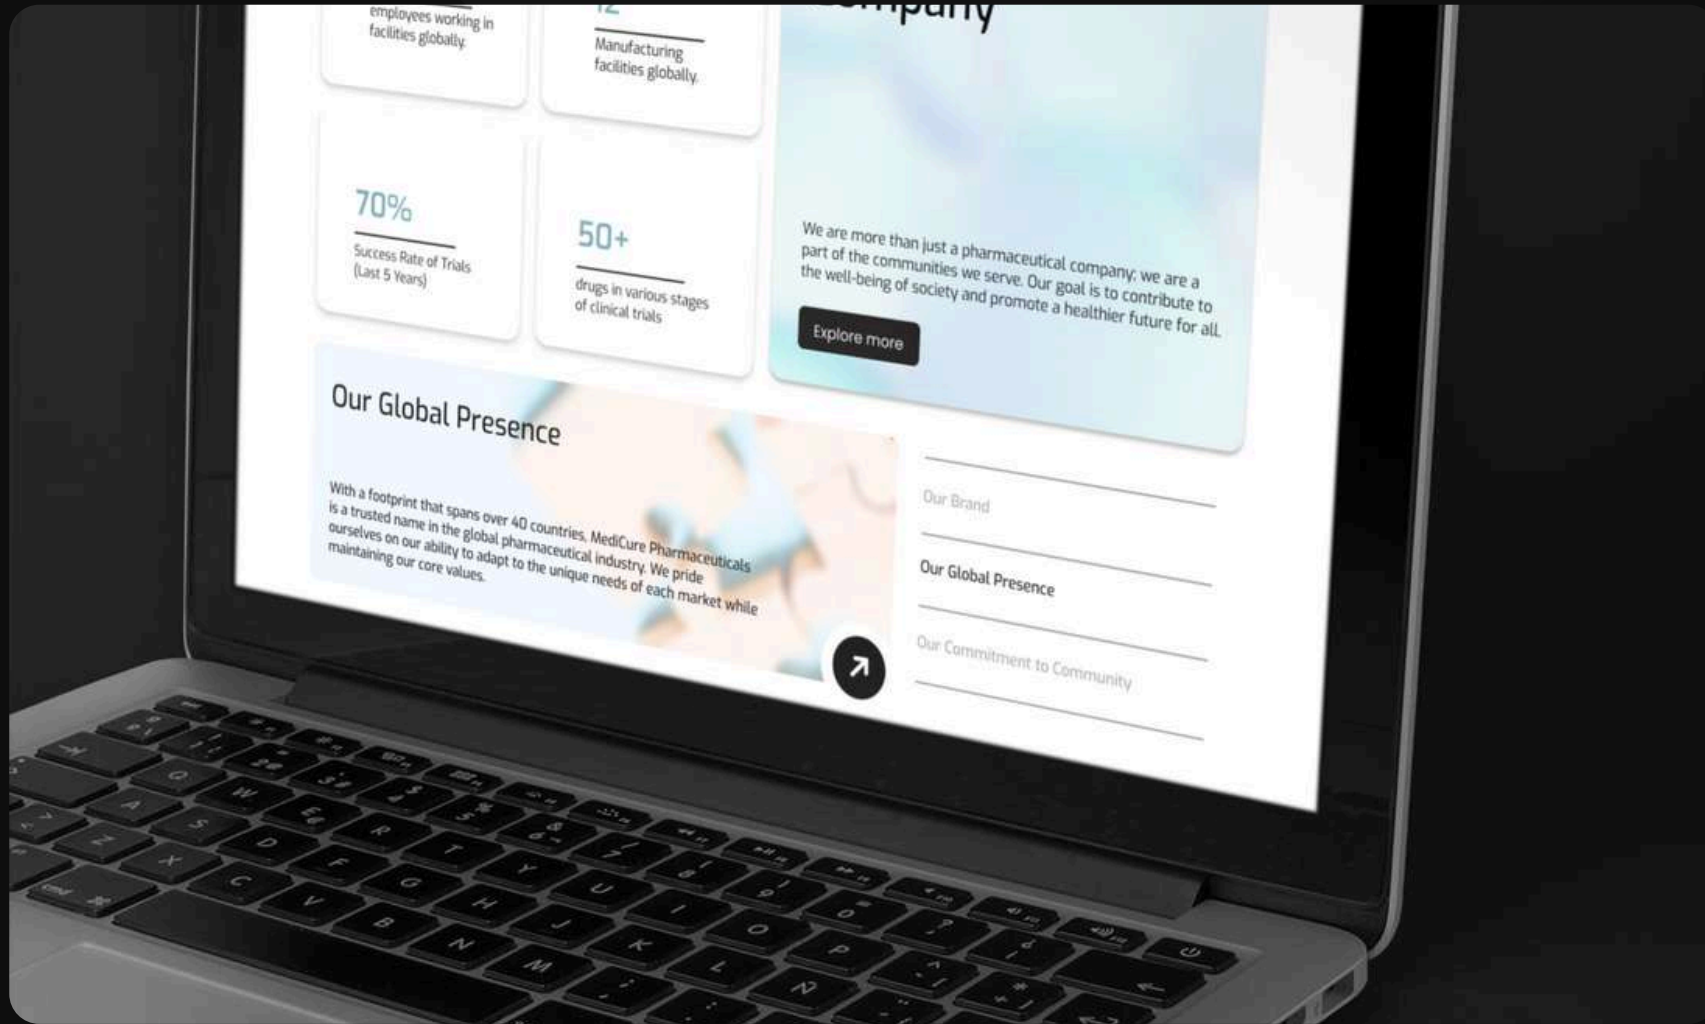 employees working in
facilities globally.
12
Manufacturing
facilities globally.
70%
Success Rate of Trials
(Last 5 Years)
50+
drugs in various stages
of clinical trials
We are more than just a pharmaceutical company; we are a
part of the communities we serve. Our goal is to contribute to
the well-being of society and promote a healthier future for all.
Explore more
Our Global Presence
With a footprint that spans over 40 countries, MediCure Pharmaceuticals
is a trusted name in the global pharmaceutical industry. We pride
ourselves on our ability to adapt to the unique needs of each market while
maintaining our core values.
Our Brand
Our Global Presence
Our Commitment to Community
Q W E R T Y U I O P
A S D F G H J K L Ñ
Z X C V B N M
cmd